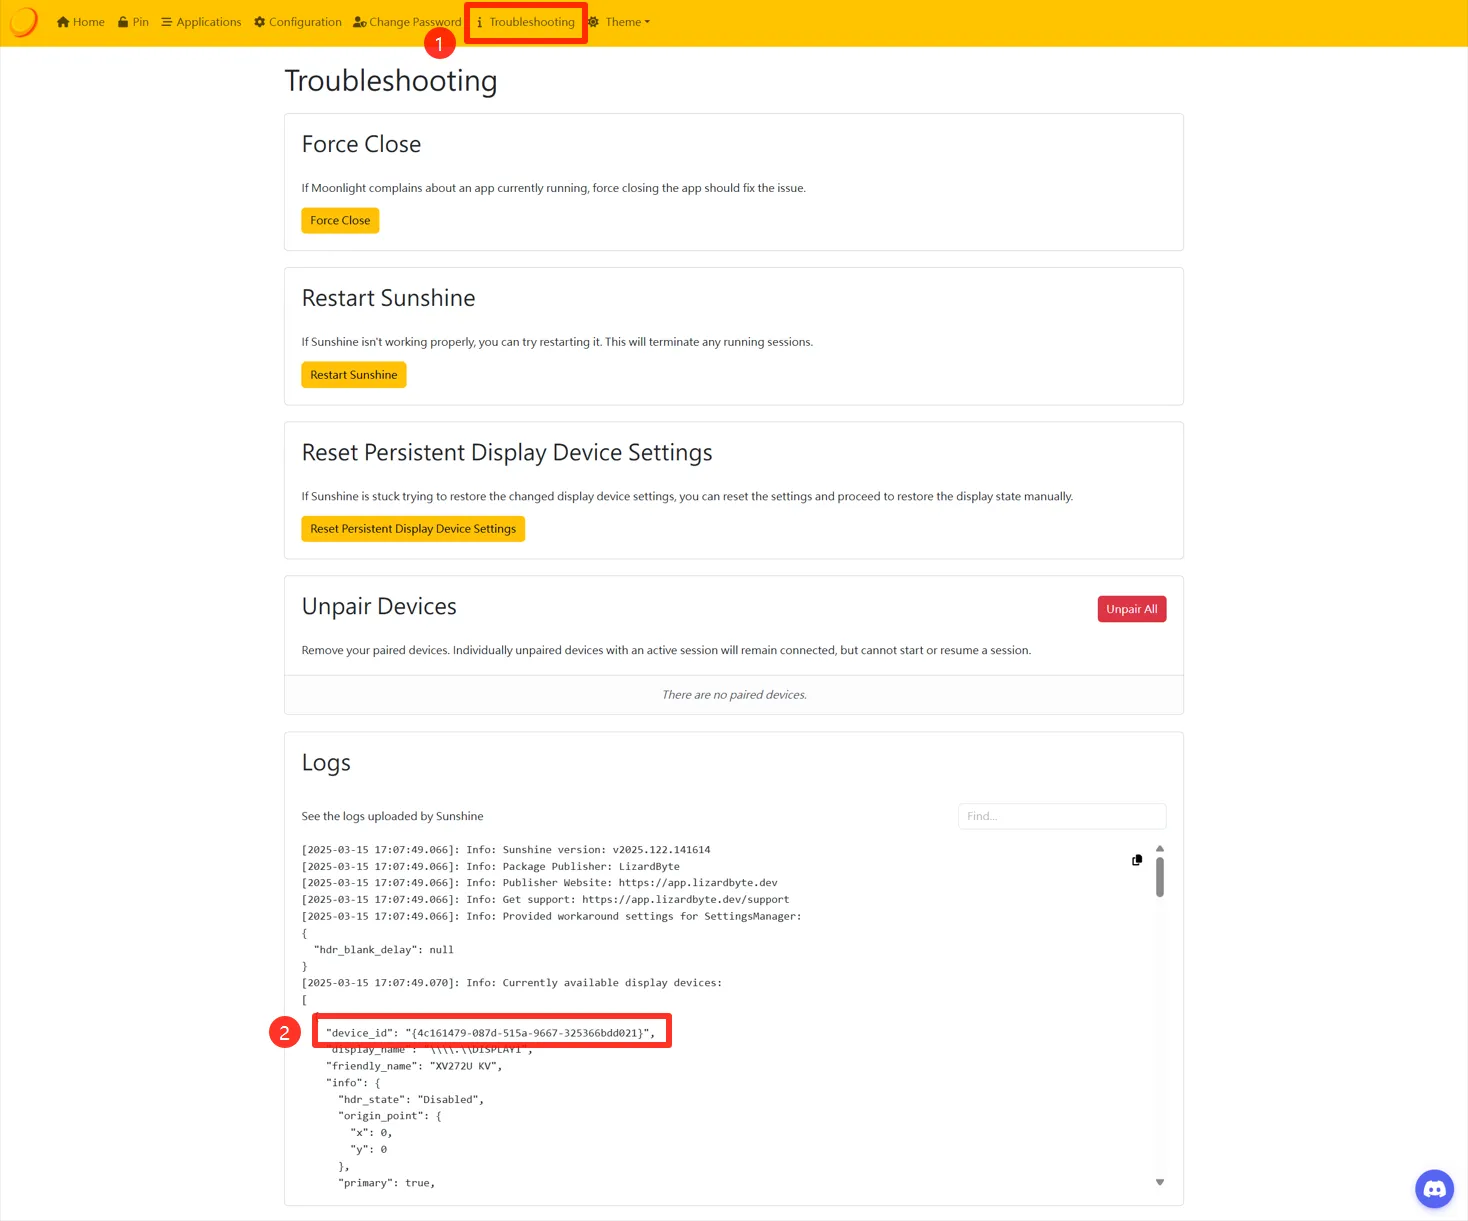 Home Pin Applications Configuration Change Password Troubleshooting Theme
1
Troubleshooting
Force Close
If Moonlight complains about an app currently running, force closing the app should fix the issue.
Force Close
Restart Sunshine
If Sunshine isn't working properly, you can try restarting it. This will terminate any running sessions.
Restart Sunshine
Reset Persistent Display Device Settings
If Sunshine is stuck trying to restore the changed display device settings, you can reset the settings and proceed to restore the display state manually.
Reset Persistent Display Device Settings
Unpair Devices
Unpair All
Remove your paired devices. Individually unpaired devices with an active session will remain connected, but cannot start or resume a session.
There are no paired devices.
Logs
See the logs uploaded by Sunshine
Find...
[2025-03-15 17:07:49.066]: Info: Sunshine version: v2025.122.141614
[2025-03-15 17:07:49.066]: Info: Package Publisher: LizardByte
[2025-03-15 17:07:49.066]: Info: Publisher Website: https://app.lizardbyte.dev
[2025-03-15 17:07:49.066]: Info: Get support: https://app.lizardbyte.dev/support
[2025-03-15 17:07:49.066]: Info: Provided workaround settings for SettingsManager:
{
"hdr_blank_delay": null
}
[2025-03-15 17:07:49.070]: Info: Currently available display devices:
[
2
"device_id": "{4c161479-087d-515a-9667-325366bdd021}",
"display_name": "\\\\.\\DISPLAY1",
"friendly_name": "XV272U KV",
"info": {
"hdr_state": "Disabled",
"origin_point": {
"x": 0,
"y": 0
},
"primary": true,